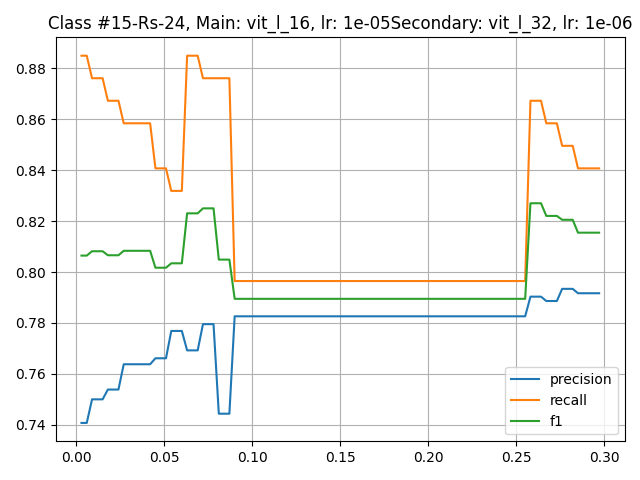 Class #15-Rs-24, Main: vit_l_16, lr: 1e-05Secondary: vit_l_32, lr: 1e-06
0.88
0.86
0.84
0.82
0.80
0.78
0.76
0.74
precision
recall
f1
0.00 0.05 0.10 0.15 0.20 0.25 0.30